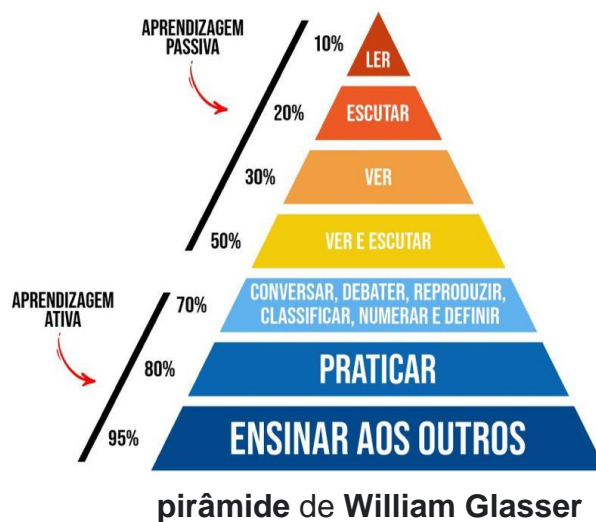 APRENDIZAGEM
PASSIVA
10%
LER
20%
ESCUTAR
30%
VER
50%
VER E ESCUTAR
APRENDIZAGEM
ATIVA
70%
CONVERSAR, DEBATER, REPRODUZIR,
CLASSIFICAR, NUMERAR E DEFINIR
80%
PRATICAR
95%
ENSINAR AOS OUTROS
pirâmide de William Glasser